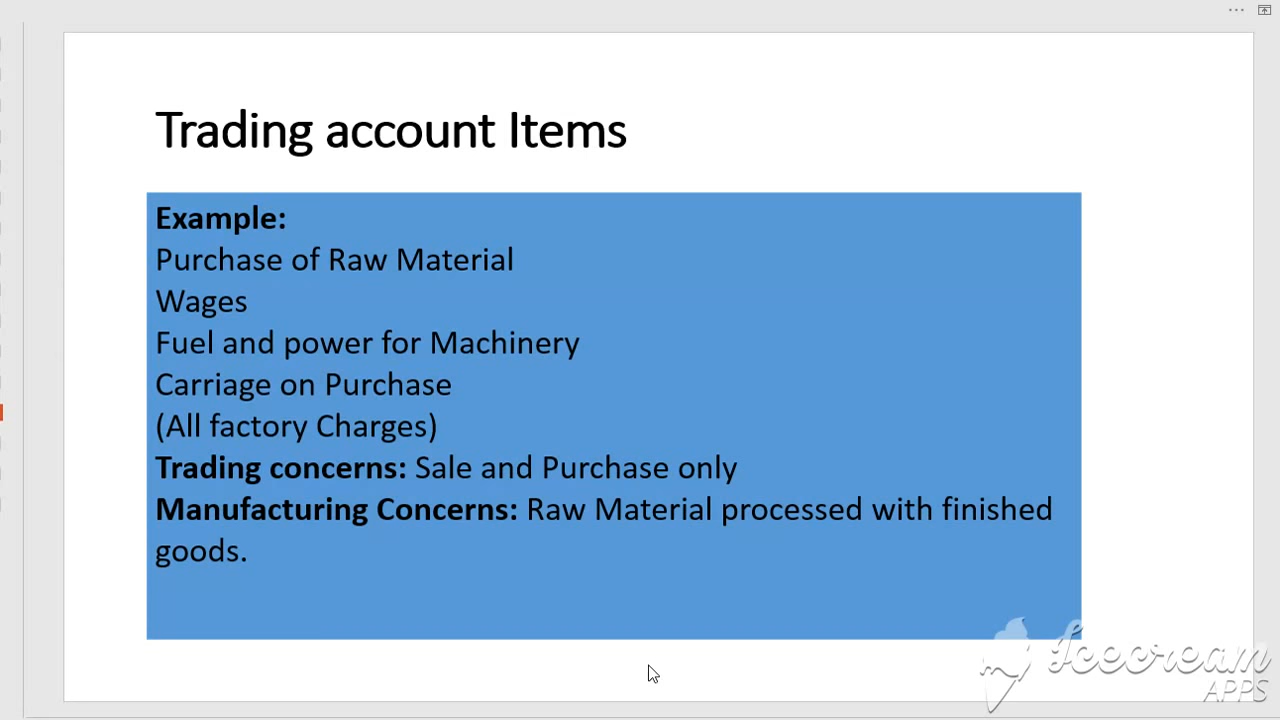 Trading account Items
Example:
Purchase of Raw Material
Wages
Fuel and power for Machinery
Carriage on Purchase
(All factory Charges)
Trading concerns: Sale and Purchase only
Manufacturing Concerns: Raw Material processed with finished
goods.
Icecream
APPS